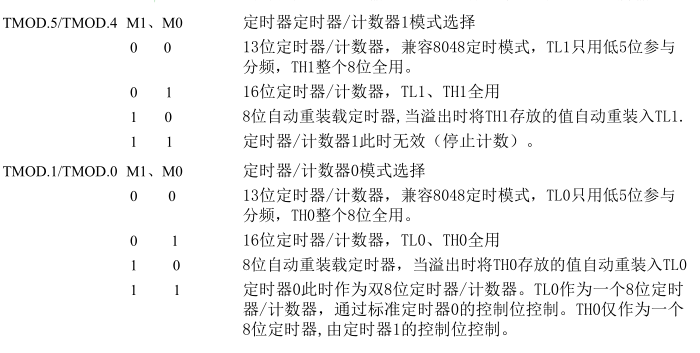 TMOD.5/TMOD.4 M1、M0 定时器定时器/计数器1模式选择
0 0 13位定时器/计数器，兼容8048定时模式，TL1只用低5位参与
分频，TH1整个8位全用。
0 1 16位定时器/计数器，TL1、TH1全用
1 0 8位自动重装载定时器,当溢出时将TH1存放的值自动重装入TL1.
1 1 定时器/计数器1此时无效（停止计数）。
TMOD.1/TMOD.0 M1、M0 定时器/计数器0模式选择
0 0 13位定时器/计数器，兼容8048定时模式，TL0只用低5位参与
分频，TH0整个8位全用。
0 1 16位定时器/计数器，TL0、TH0全用
1 0 8位自动重装载定时器，当溢出时将TH0存放的值自动重装入TL0
1 1 定时器0此时作为双8位定时器/计数器。TL0作为一个8位定时
器/计数器，通过标准定时器0的控制位控制。TH0仅作为一个
8位定时器,由定时器1的控制位控制。